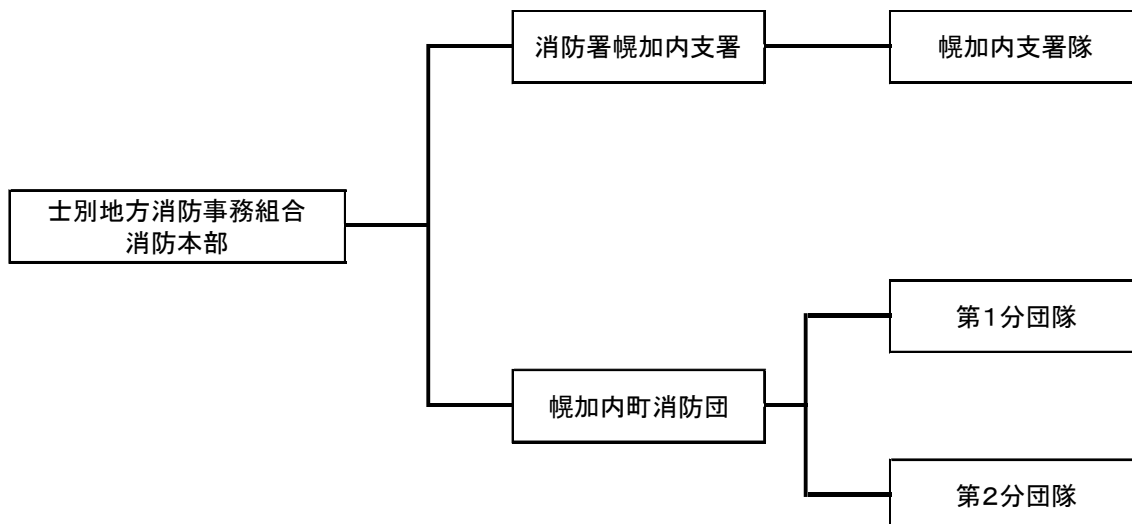 消防署幌加内支署
幌加内支署隊
士別地方消防事務組合
消防本部
第1分団隊
幌加内町消防団
第2分団隊